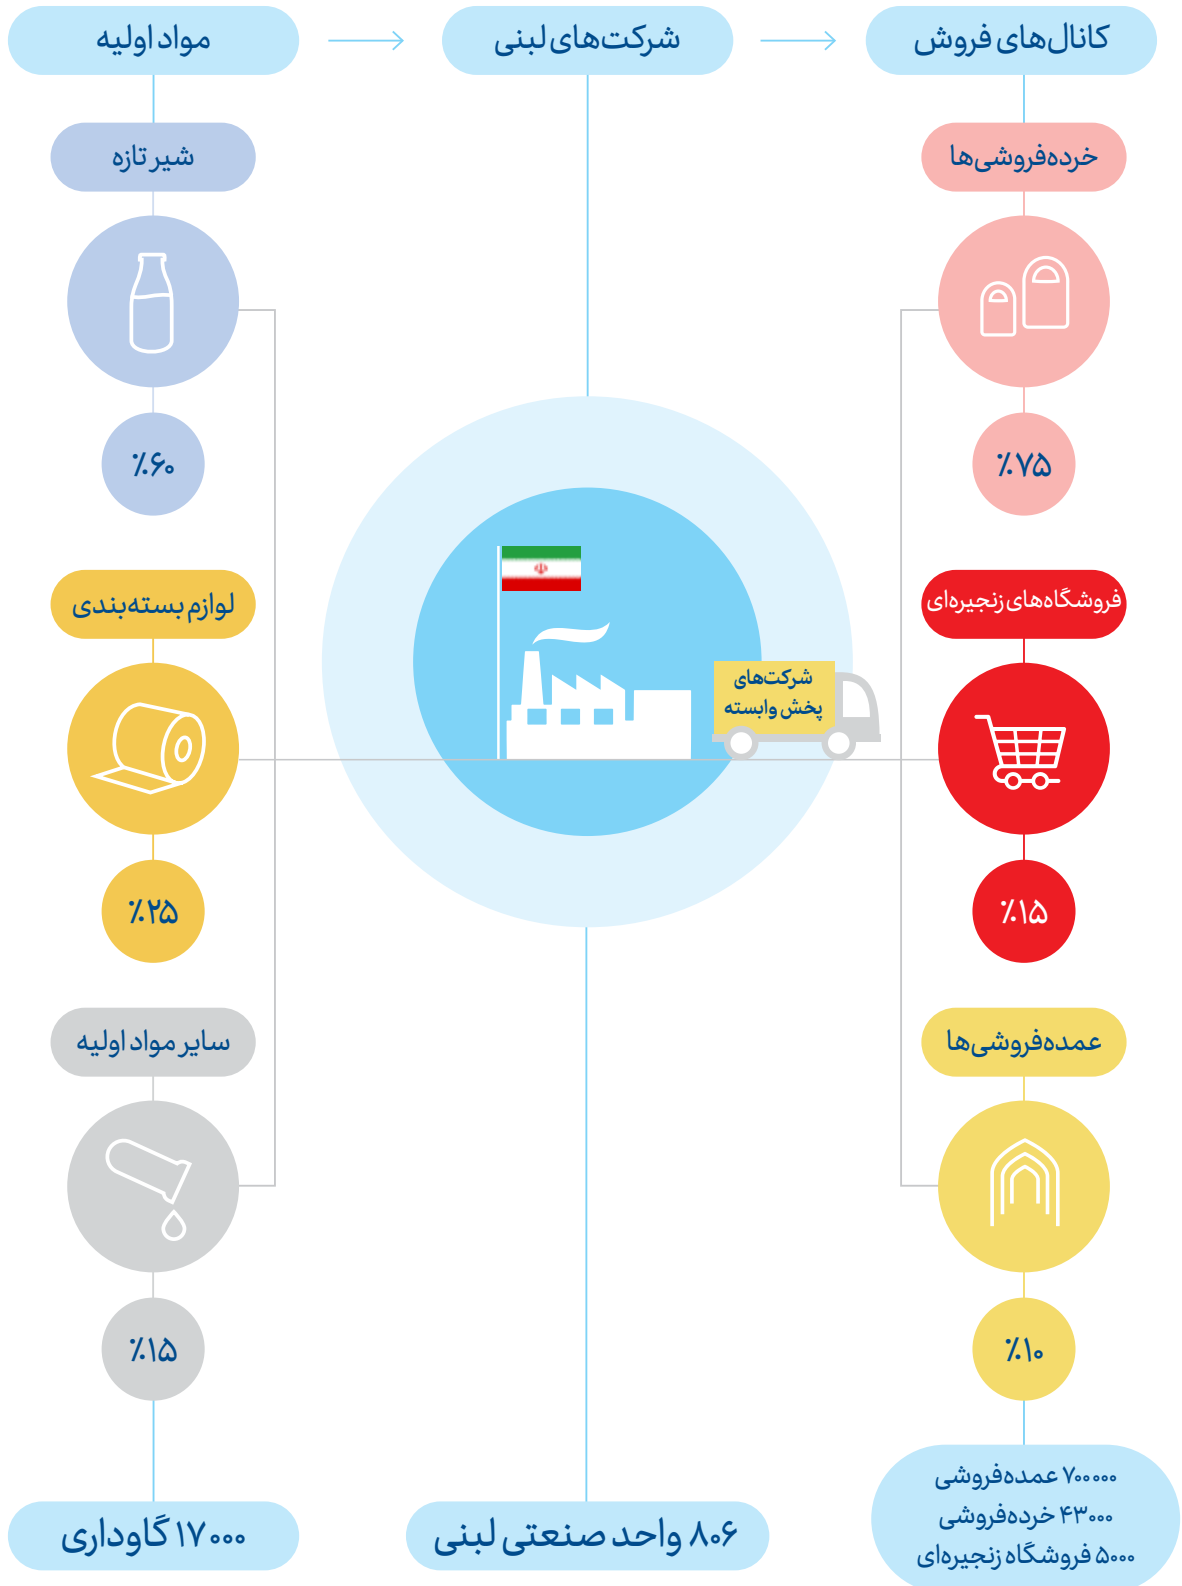 مواد اولیه
شرکت‌های لبنی
کانال‌های فروش
شیر تازه
٪۶۰
لوازم بسته‌بندی
٪۲۵
سایر مواد اولیه
٪۱۵
۱۷۰۰۰ گاوداری
شرکت‌های
پخش وابسته
۸۰۶ واحد صنعتی لبنی
خرده‌فروشی‌ها
٪۷۵
فروشگاه‌های زنجیره‌ای
٪۱۵
عمده‌فروشی‌ها
٪۱۰
۷۰۰۰۰۰ عمده‌فروشی
۴۳۰۰۰ خرده‌فروشی
۵۰۰۰ فروشگاه زنجیره‌ای